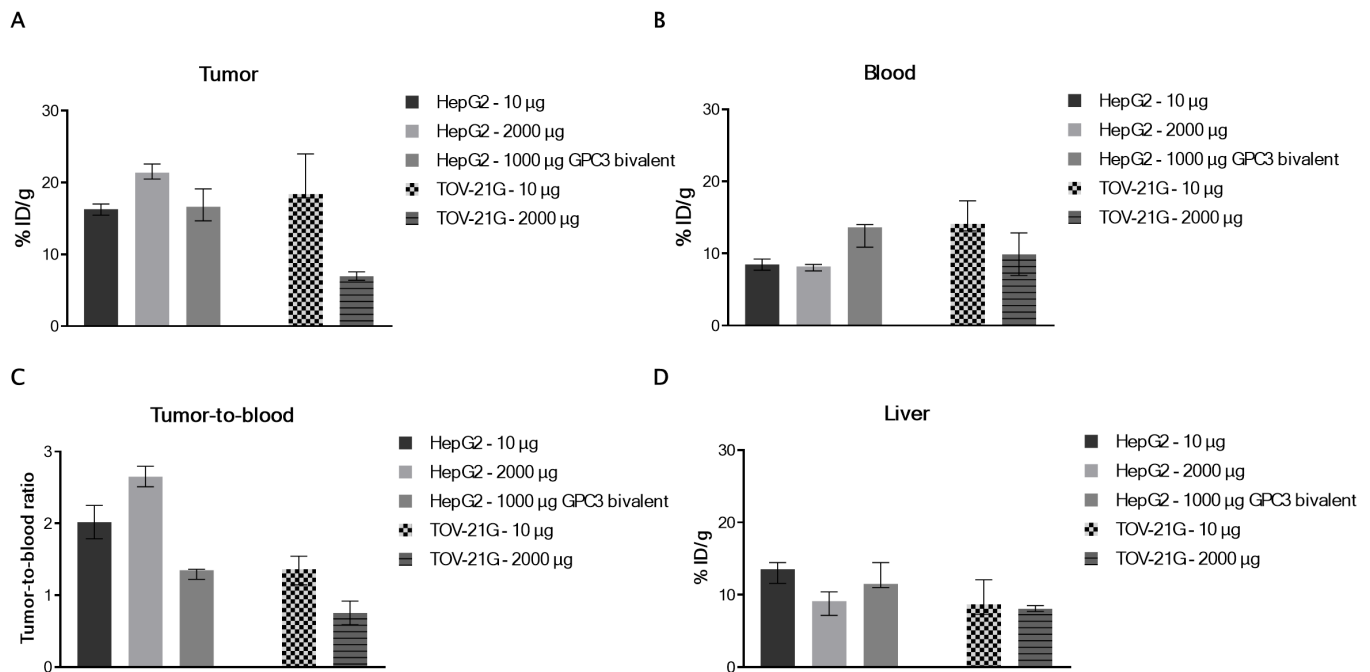 A
Tumor
% ID/g
30
20
10
0
HepG2 - 10 µg
HepG2 - 2000 µg
HepG2 - 1000 µg GPC3 bivalent
TOV-21G - 10 µg
TOV-21G - 2000 µg
B
Blood
% ID/g
30
20
10
0
HepG2 - 10 µg
HepG2 - 2000 µg
HepG2 - 1000 µg GPC3 bivalent
TOV-21G - 10 µg
TOV-21G - 2000 µg
C
Tumor-to-blood
Tumor-to-blood ratio
3
2
1
0
HepG2 - 10 µg
HepG2 - 2000 µg
HepG2 - 1000 µg GPC3 bivalent
TOV-21G - 10 µg
TOV-21G - 2000 µg
D
Liver
% ID/g
30
20
10
0
HepG2 - 10 µg
HepG2 - 2000 µg
HepG2 - 1000 µg GPC3 bivalent
TOV-21G - 10 µg
TOV-21G - 2000 µg